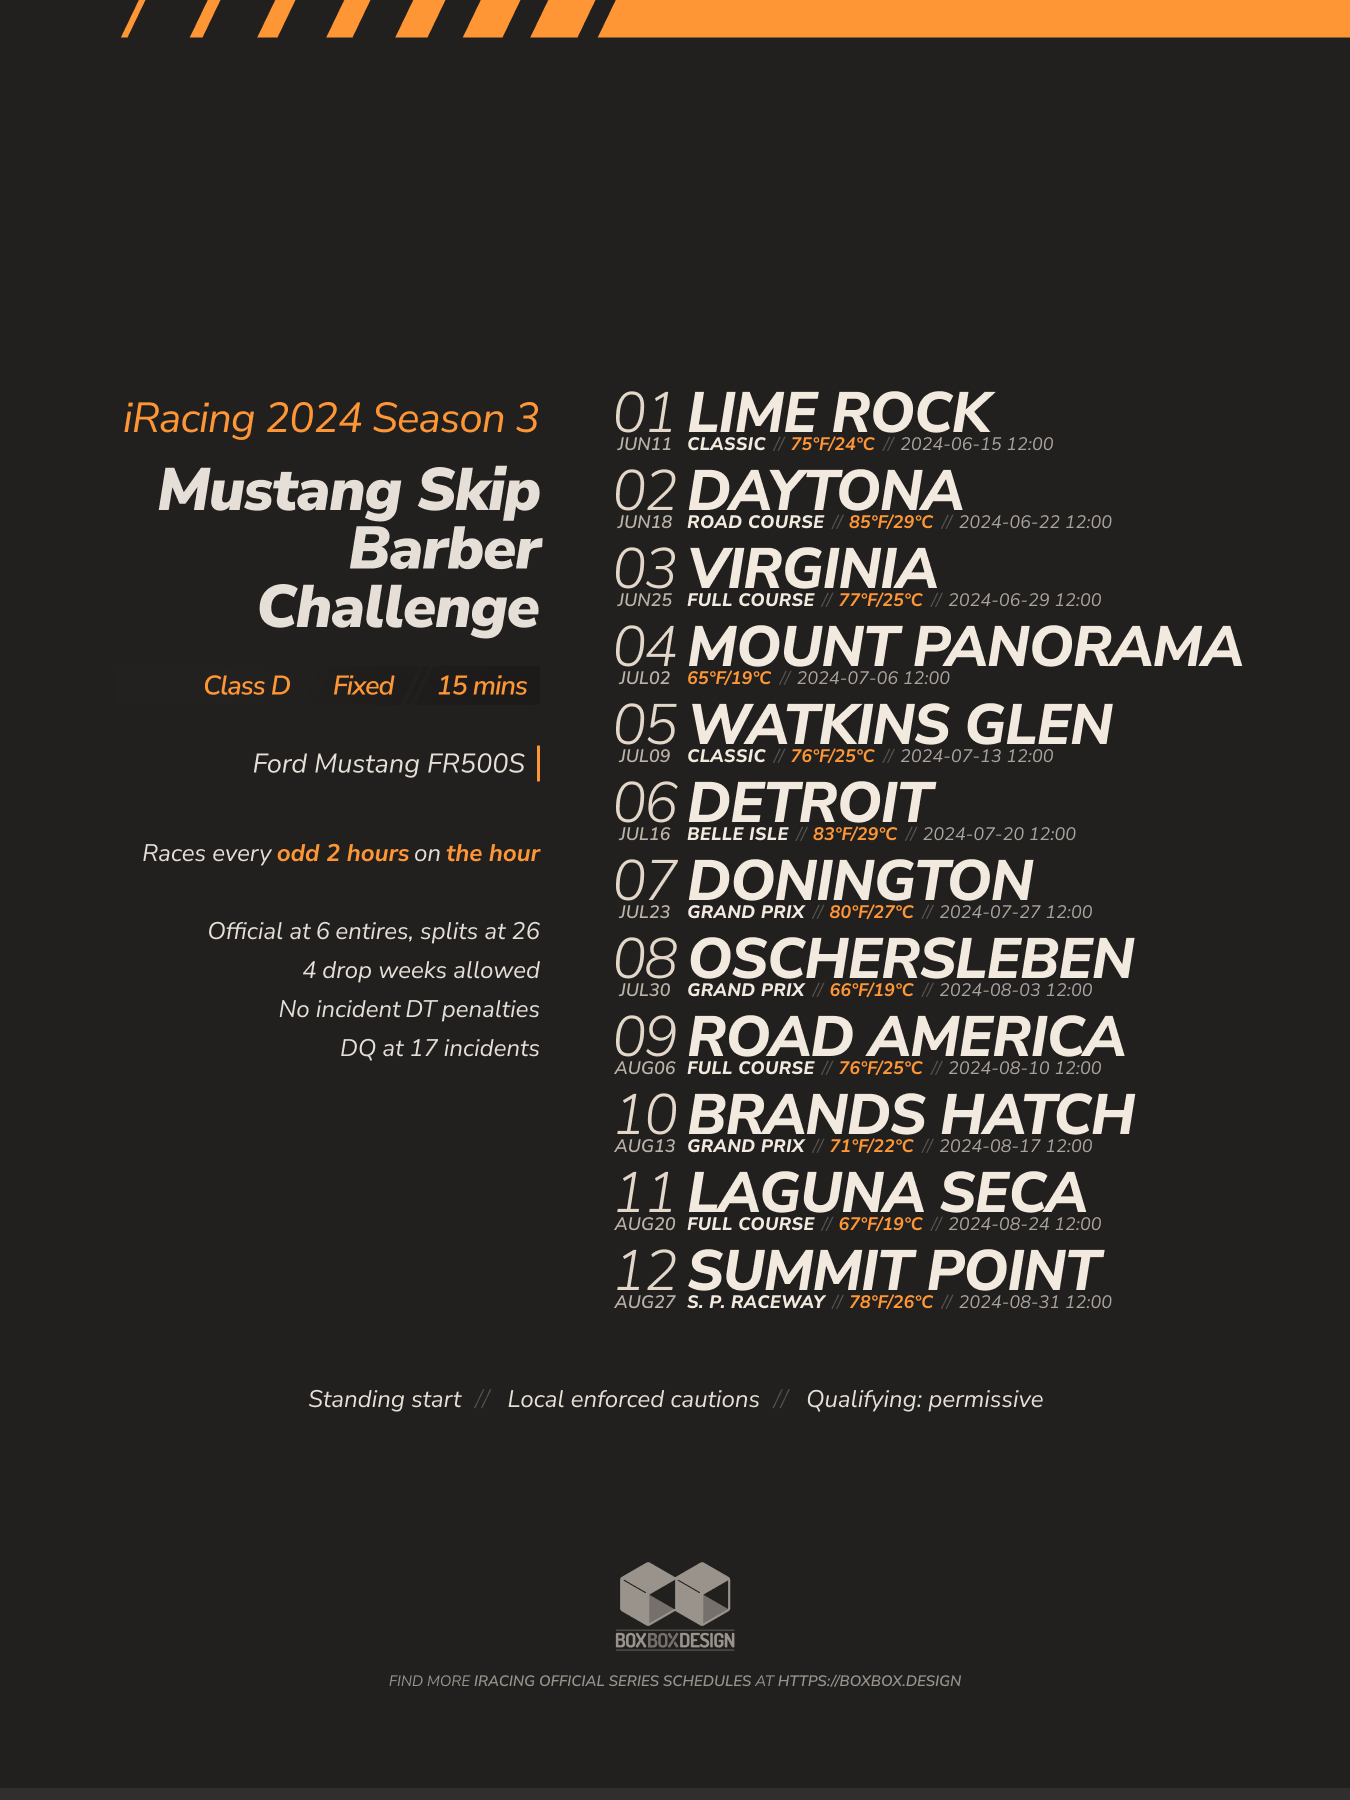 iRacing 2024 Season 3
Mustang Skip
Barber
Challenge
Class D Fixed // 15 mins
Ford Mustang FR500S
Races every odd 2 hours on the hour
Official at 6 entires, splits at 26
4 drop weeks allowed
No incident DT penalties
DQ at 17 incidents
01 LIME ROCK
JUN11 CLASSIC // 75°F/24°C // 2024-06-15 12:00
02 DAYTONA
JUN18 ROAD COURSE // 85°F/29°C // 2024-06-22 12:00
03 VIRGINIA
JUN25 FULL COURSE // 77°F/25°C // 2024-06-29 12:00
04 MOUNT PANORAMA
JUL02 65°F/19°C // 2024-07-06 12:00
05 WATKINS GLEN
JUL09 CLASSIC // 76°F/25°C // 2024-07-13 12:00
06 DETROIT
JUL16 BELLE ISLE // 83°F/29°C // 2024-07-20 12:00
07 DONINGTON
JUL23 GRAND PRIX // 80°F/27°C // 2024-07-27 12:00
08 OSCHERSLEBEN
JUL30 GRAND PRIX // 66°F/19°C // 2024-08-03 12:00
09 ROAD AMERICA
AUG06 FULL COURSE // 76°F/25°C // 2024-08-10 12:00
10 BRANDS HATCH
AUG13 GRAND PRIX // 71°F/22°C // 2024-08-17 12:00
11 LAGUNA SECA
AUG20 FULL COURSE // 67°F/19°C // 2024-08-24 12:00
12 SUMMIT POINT
AUG27 S. P. RACEWAY // 78°F/26°C // 2024-08-31 12:00
Standing start // Local enforced cautions // Qualifying: permissive
BOXBOXDESIGN
FIND MORE IRACING OFFICIAL SERIES SCHEDULES AT HTTPS://BOXBOX.DESIGN